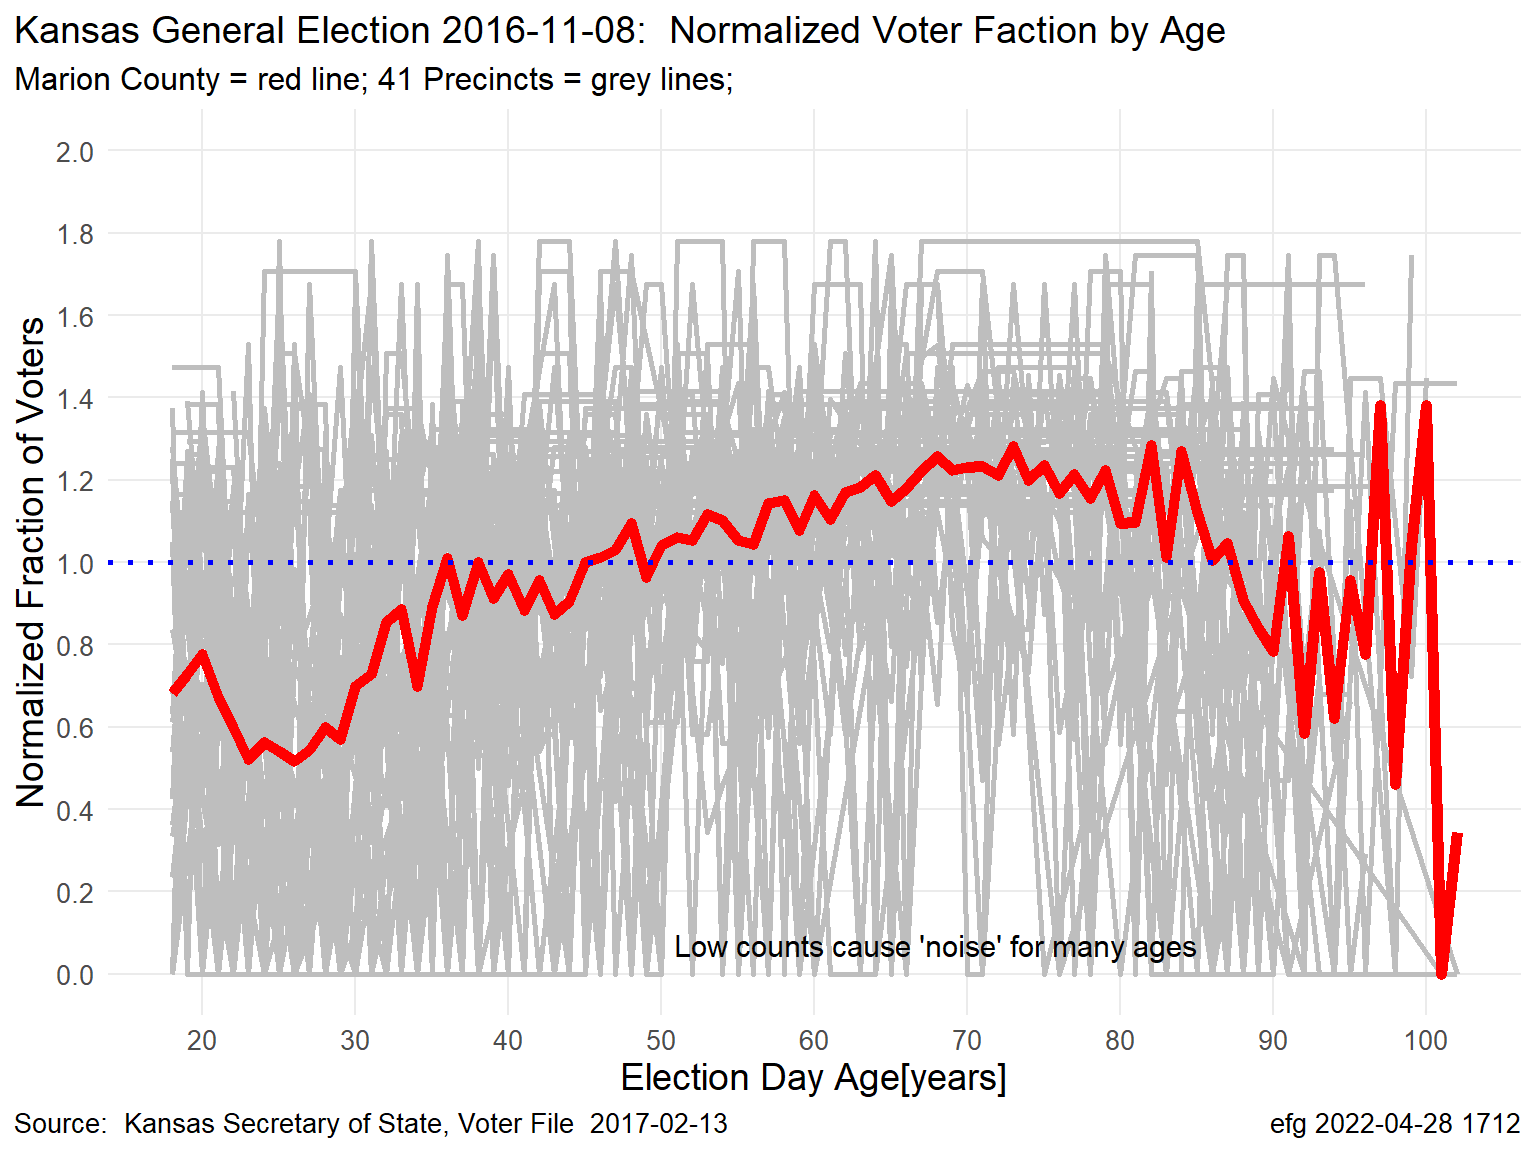 Kansas General Election 2016-11-08:  Normalized Voter Faction by Age
Marion County = red line; 41 Precincts = grey lines;
Normalized Fraction of Voters
2.0
1.8
1.6
1.4
1.2
1.0
0.8
0.6
0.4
0.2
0.0
Low counts cause 'noise' for many ages
20 30 40 50 60 70 80 90 100
Election Day Age[years]
Source:  Kansas Secretary of State, Voter File  2017-02-13
efg 2022-04-28 1712